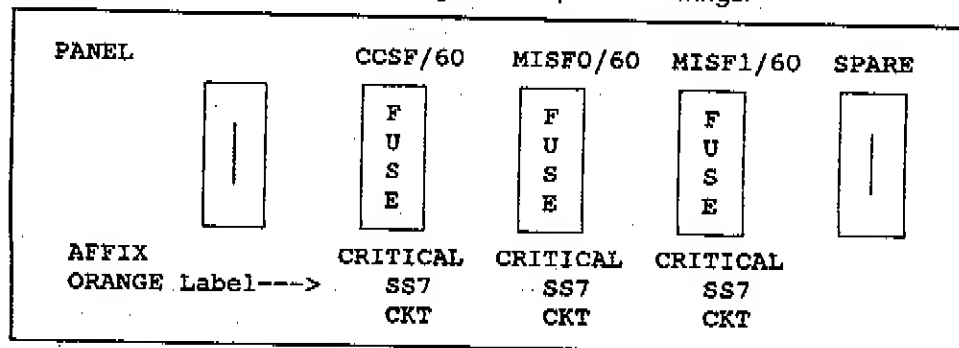 PANEL CCSF/60 MISF0/60 MISF1/60 SPARE
F F F
U U U
S S S
E E E
AFFIX CRITICAL CRITICAL CRITICAL
ORANGE Label---> SS7 SS7 SS7
CKT CKT CKT